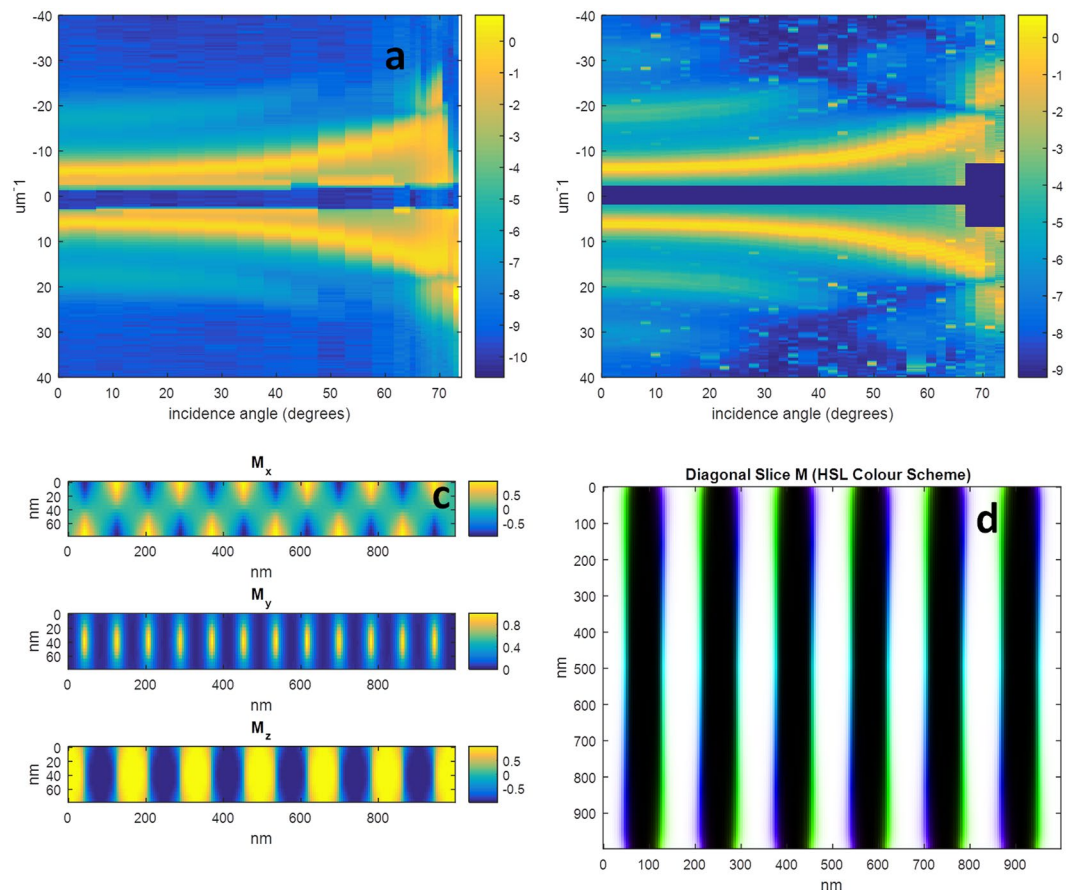 -40
-30
-20
-10
0
10
20
30
40
um^-1
a
0 10 20 30 40 50 60 70
incidence angle (degrees)
0
-1
-2
-3
-4
-5
-6
-7
-8
-9
-10
-40
-30
-20
-10
0
10
20
30
40
um^-1
0 10 20 30 40 50 60 70
incidence angle (degrees)
0
-1
-2
-3
-4
-5
-6
-7
-8
-9
M_x
c
nm
0
20
40
60
0 200 400 600 800
nm
0.5
0
-0.5
M_y
nm
0
20
40
60
0 200 400 600 800
0.8
0.4
0
M_z
nm
0
20
40
60
0 200 400 600 800
nm
0.5
0
-0.5
Diagonal Slice M (HSL Colour Scheme)
d
0
100
200
300
400
500
600
700
800
900
nm
0 100 200 300 400 500 600 700 800 900
nm